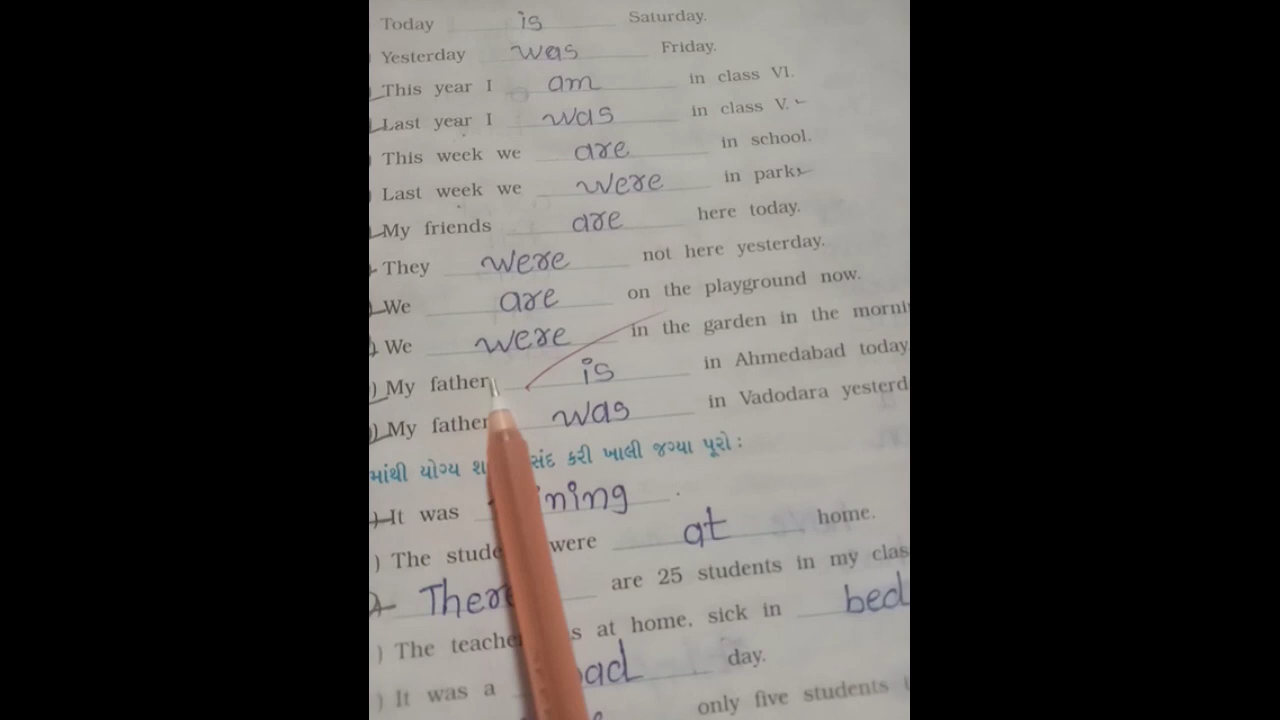 Today is Saturday.
Yesterday was Friday.
This year I am in class VI.
Last year I was in class V.
This week we are in school.
Last week we were in park.
My friends are here today.
They were not here yesterday.
We are on the playground now.
We were in the garden in the morni
) My father is in Ahmedabad today
) My father was in Vadodara yesterd
માંથી યોગ્ય કરી ખાલી જગ્યા પૂરો :
) It was ining
) The stude were at home.
) There are 25 students in my clas
) The teache s at home, sick in bed
) It was a ad day.
only five students